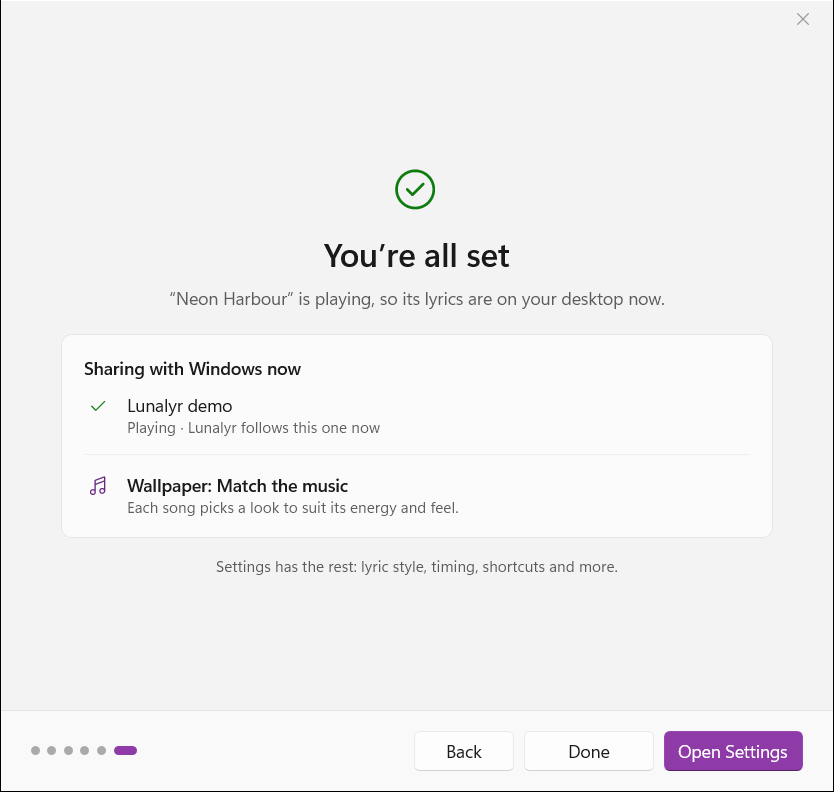 You're all set
“Neon Harbour” is playing, so its lyrics are on your desktop now.
Sharing with Windows now
Lunalyr demo
Playing · Lunalyr follows this one now
Wallpaper: Match the music
Each song picks a look to suit its energy and feel.
Settings has the rest: lyric style, timing, shortcuts and more.
Back
Done
Open Settings